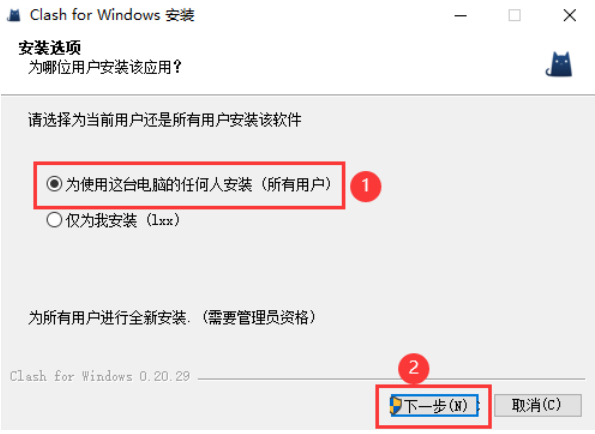 Clash for Windows 安装
安装选项
为哪位用户安装该应用?
请选择为当前用户还是所有用户安装该软件
为使用这台电脑的任何人安装 (所有用户)
1
仅为我安装 (lxx)
为所有用户进行全新安装. (需要管理员资格)
Clash for Windows 0.20.29
2
下一步(N)
取消(C)